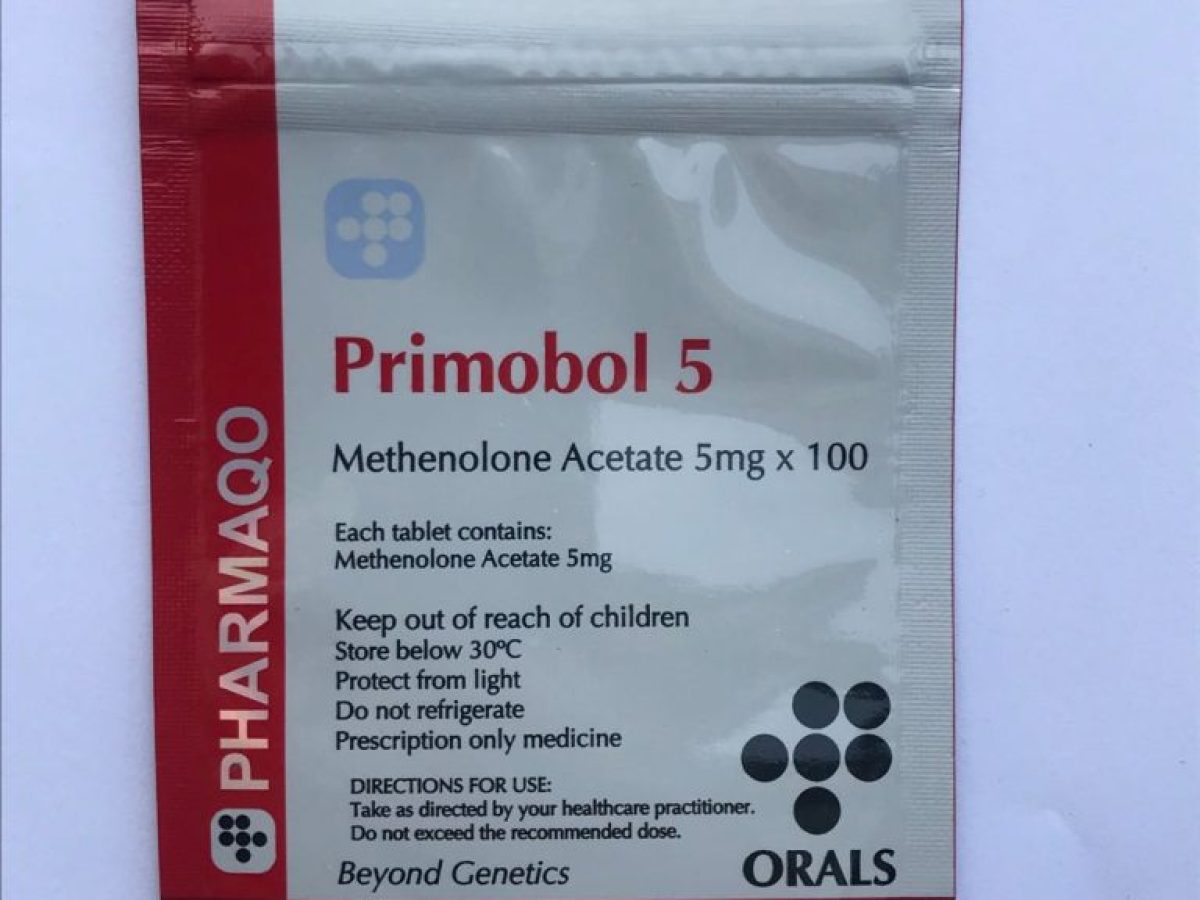 Primobol 5
Methenolone Acetate 5mg x 100
Each tablet contains:
Methenolone Acetate 5mg
Keep out of reach of children
Store below 30ºC
Protect from light
Do not refrigerate
Prescription only medicine
DIRECTIONS FOR USE:
Take as directed by your healthcare practitioner.
Do not exceed the recommended dose.
Beyond Genetics
ORALS
PHARMAQO